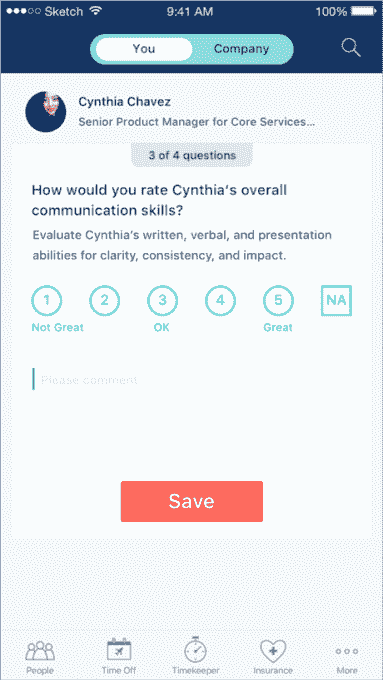 Sketch 9:41 AM 100%
You Company
Cynthia Chavez
Senior Product Manager for Core Services...
3 of 4 questions
How would you rate Cynthia's overall
communication skills?
Evaluate Cynthia's written, verbal, and presentation
abilities for clarity, consistency, and impact.
1 2 3 4 5 NA
Not Great OK Great
Please comment
Save
People Time Off Timekeeper Insurance More